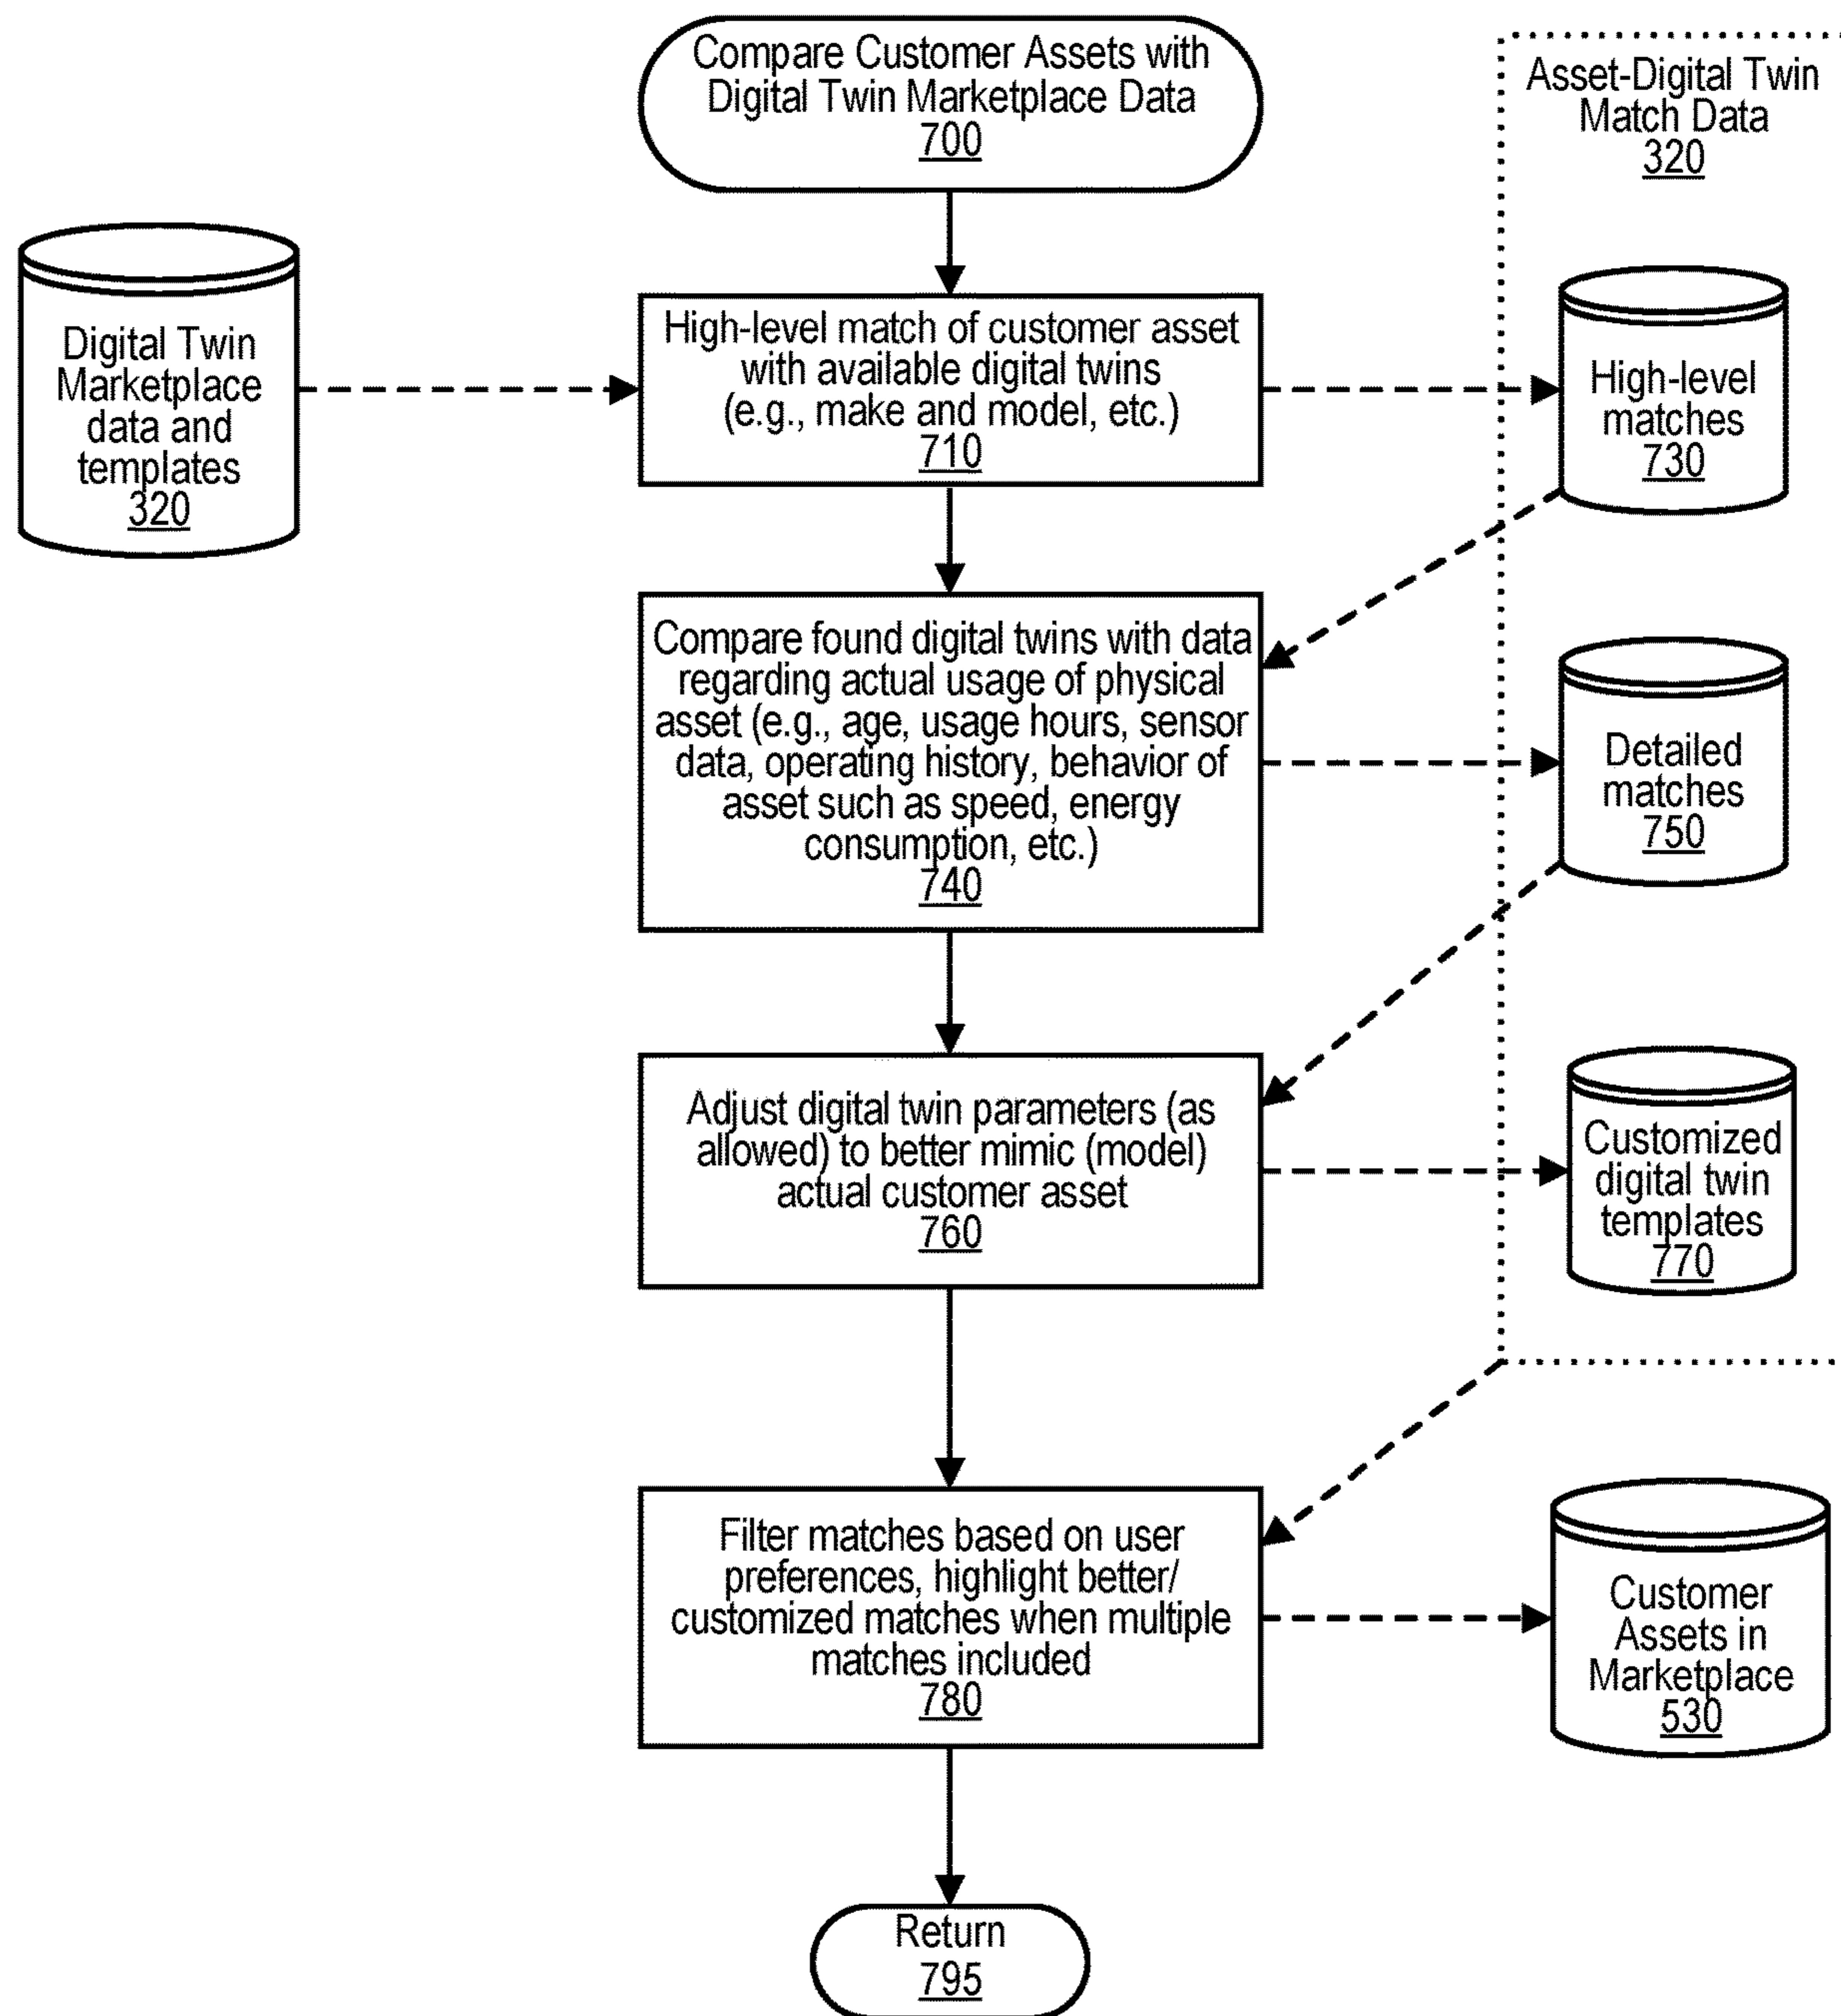 Compare Customer Assets with
Digital Twin Marketplace Data
700
Asset-Digital Twin
Match Data
320
Digital Twin
Marketplace
data and
templates
320
High-level match of customer asset
with available digital twins
(e.g., make and model, etc.)
710
High-level
matches
730
Compare found digital twins with data
regarding actual usage of physical
asset (e.g., age, usage hours, sensor
data, operating history, behavior of
asset such as speed, energy
consumption, etc.)
740
Detailed
matches
750
Adjust digital twin parameters (as
allowed) to better mimic (model)
actual customer asset
760
Customized
digital twin
templates
770
Filter matches based on user
preferences, highlight better/
customized matches when multiple
matches included
780
Customer
Assets in
Marketplace
530
Return
795